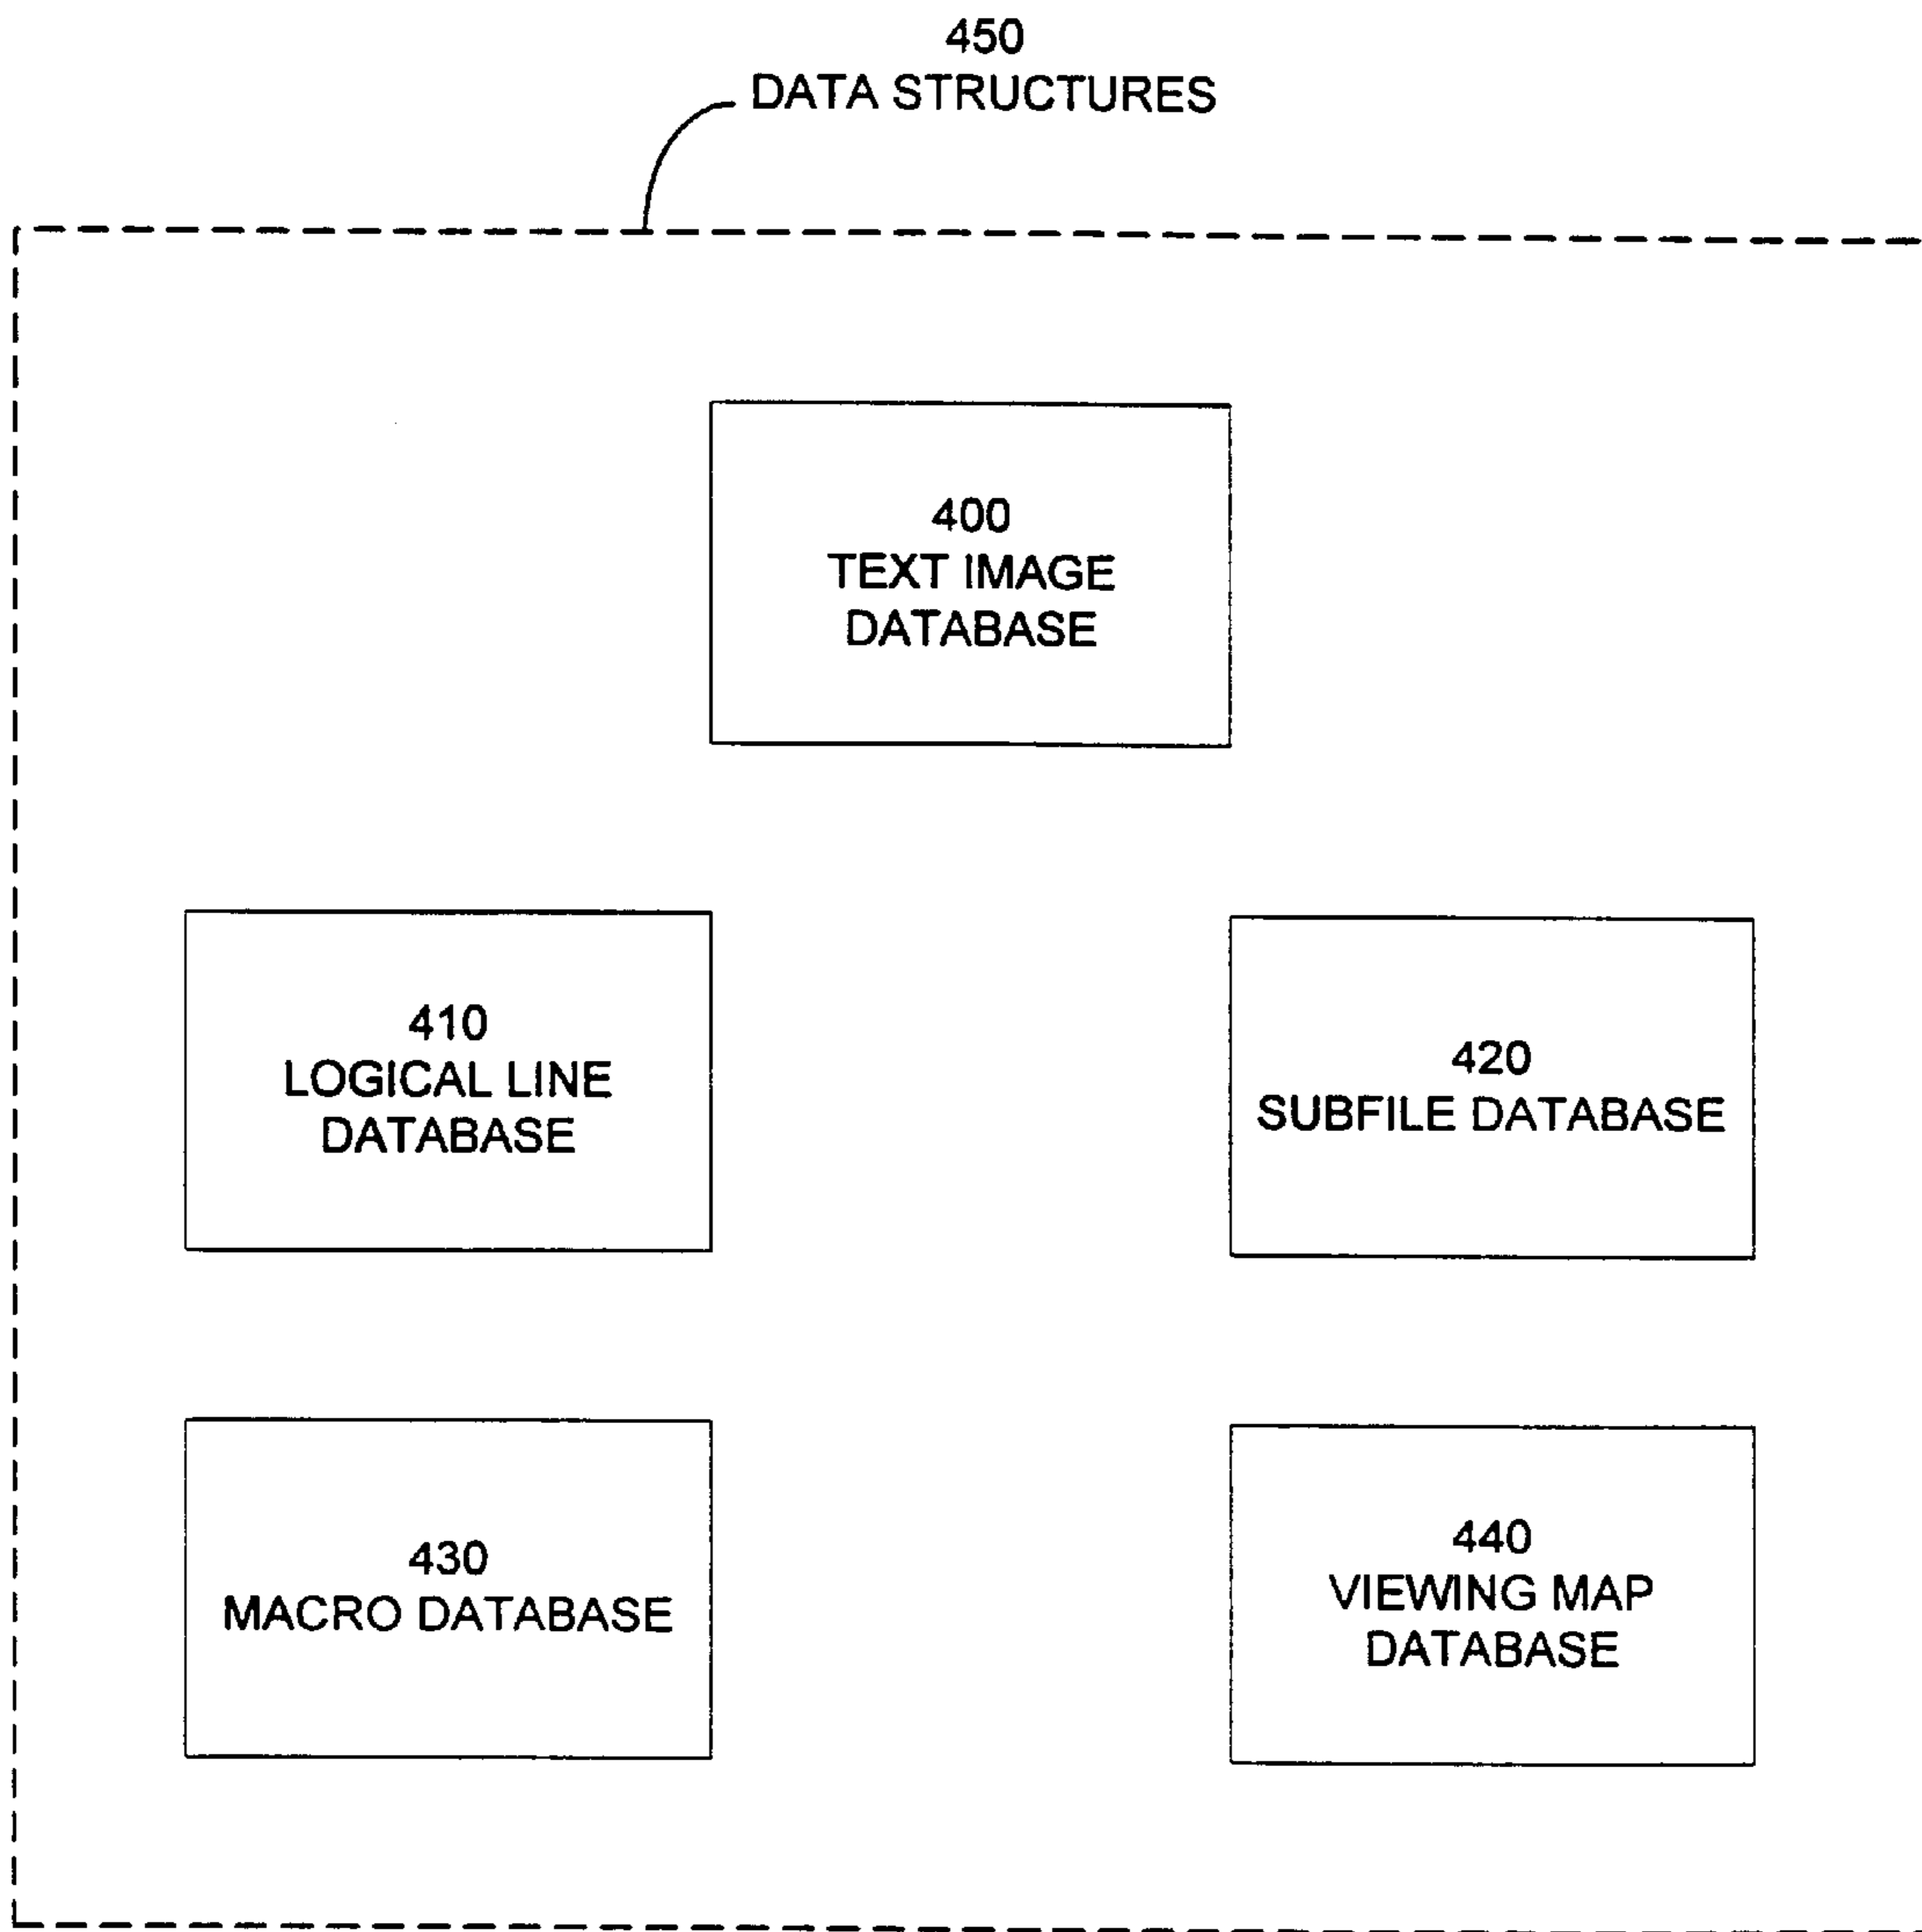 450
DATA STRUCTURES
400
TEXT IMAGE
DATABASE
410
LOGICAL LINE
DATABASE
420
SUBFILE DATABASE
430
MACRO DATABASE
440
VIEWING MAP
DATABASE